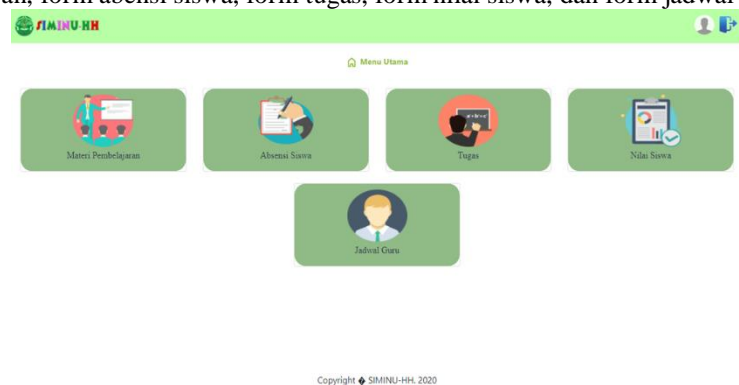 form absensi siswa, form tugas, form nilai siswa, dan form jadwal
SIMINU-HH
Menu Utama
Materi Pembelajaran
Absensi Siswa
Tugas
Nilai Siswa
Jadwal Guru
Copyright � SIMINU-HH. 2020